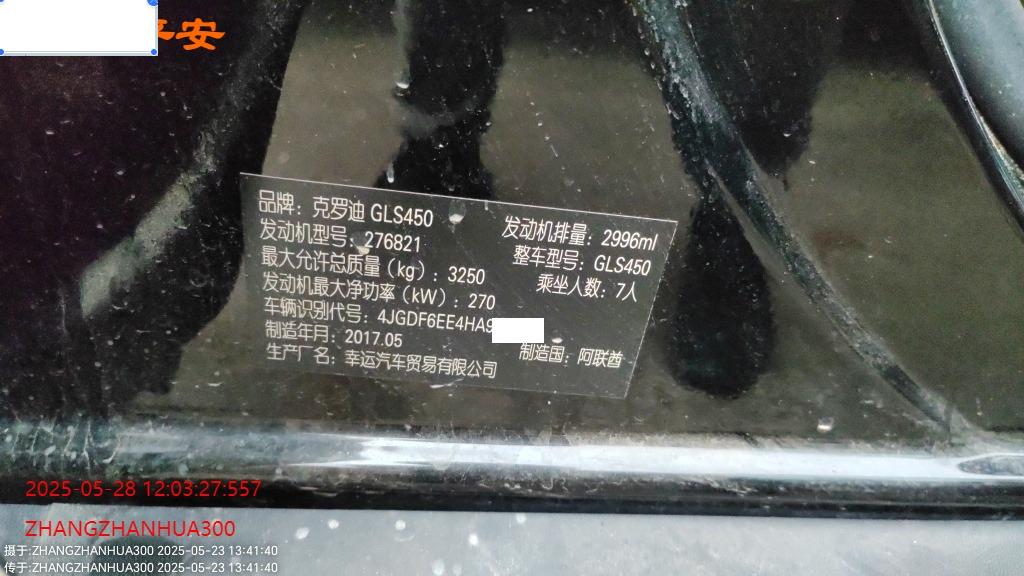 平安
品牌：克罗迪 GLS450
发动机型号：276821
最大允许总质量（kg）：3250
发动机最大净功率（kW）：270
车辆识别代号：4JGDF6EE4HA9
制造年月：2017.05
生产厂名：幸运汽车贸易有限公司
发动机排量：2996ml
整车型号：GLS450
乘坐人数：7人
制造国：阿联酋
2025-05-28 12:03:27:557
ZHANGZHANHUA300
摄于:ZHANGZHANHUA300 2025-05-23 13:41:40
传于:ZHANGZHANHUA300 2025-05-23 13:41:40